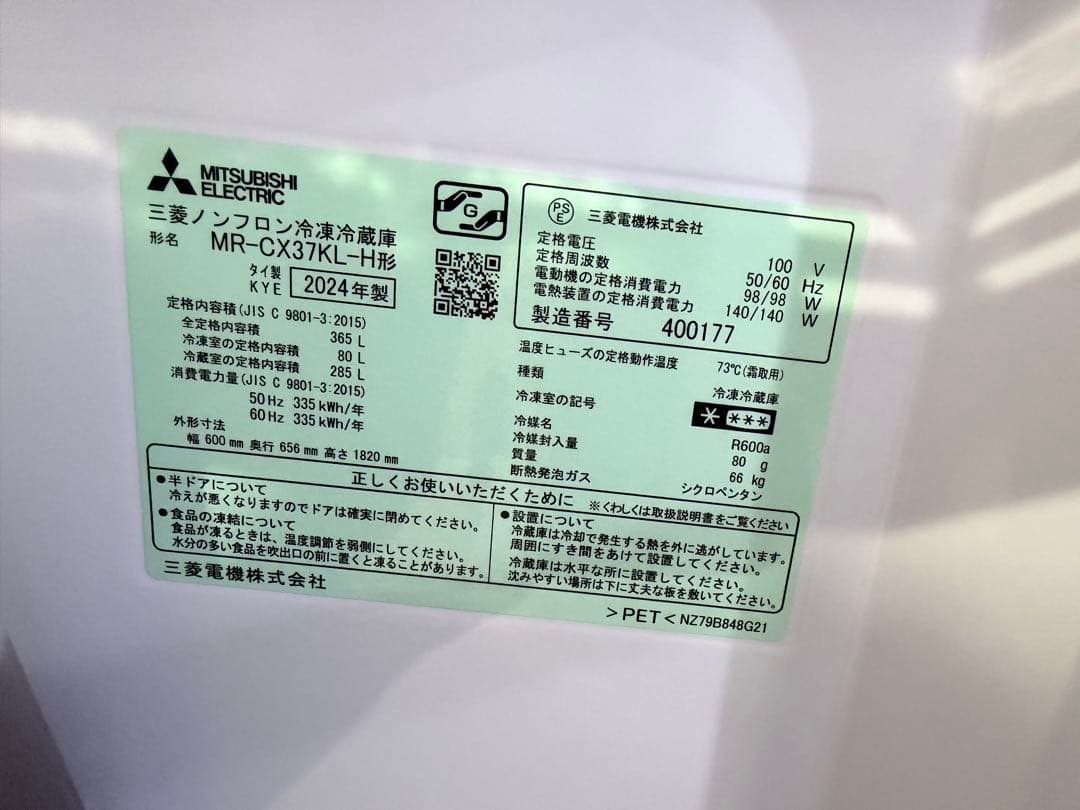 MITSUBISHI
ELECTRIC
三菱ノンフロン冷凍冷蔵庫
形名 MR-CX37KL-H形
タイ製
KYE 2024年製
定格内容積(JIS C 9801-3:2015)
全定格内容積 365 L
冷凍室の定格内容積 80 L
冷蔵室の定格内容積 285 L
消費電力量(JIS C 9801-3:2015)
50Hz 335kWh/年
60Hz 335kWh/年
外形寸法
幅 600mm 奥行 656mm 高さ 1820mm
G
PS
E
三菱電機株式会社
定格電圧 100 V
定格周波数 50/60 Hz
電動機の定格消費電力 98/98 W
電熱装置の定格消費電力 140/140 W
製造番号 400177
温度ヒューズの定格動作温度 73℃(霜取用)
種類 冷凍冷蔵庫
冷凍室の記号 * ***
冷媒名 R600a
冷媒封入量 80 g
質量 66 kg
断熱発泡ガス シクロペンタン
正しくお使いいただくために ※くわしくは取扱説明書をご覧ください
●半ドアについて
冷えが悪くなりますのでドアは確実に閉めてください。
●食品の凍結について
食品が凍るときは、温度調節を弱側にしてください。
水分の多い食品を吹出口の前に置くと凍ることがあります。
●設置について
冷蔵庫は冷却で発生する熱を外に逃がしています。
周囲にすき間をあけて設置してください。
冷蔵庫は水平な所に設置してください。
沈みやすい場所は下に丈夫な板を敷いてください。
三菱電機株式会社
>PET< NZ79B848G21